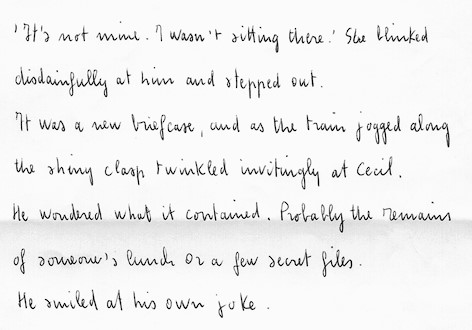 'It's not mine. I wasn't sitting there.' She blinked
disdainfully at him and stepped out.
It was a new briefcase, and as the train jogged along
the shiny clasp twinkled invitingly at Cecil.
He wondered what it contained. Probably the remains
of someone's lunch or a few secret files.
He smiled at his own joke.